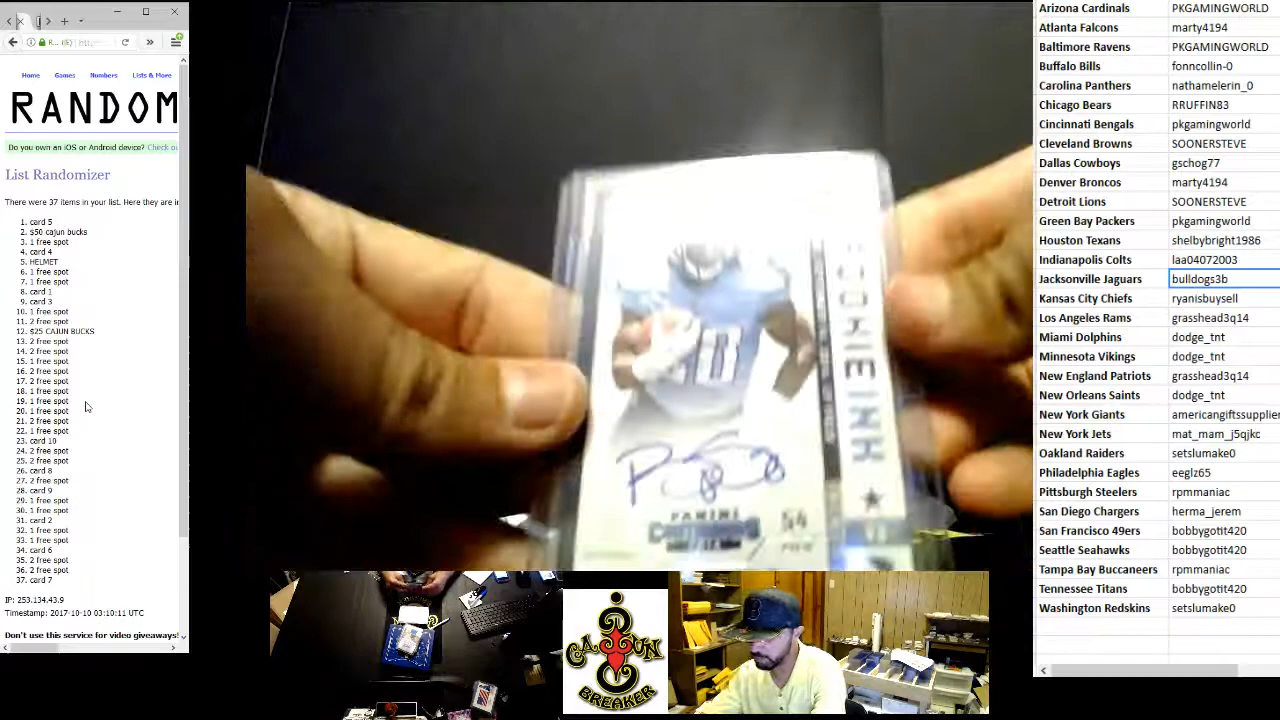 Home Games Numbers Lists & More
RANDOM
Do you own an iOS or Android device? Check ou
List Randomizer
There were 37 items in your list. Here they are in
1. card 5
2. $50 cajun bucks
3. 1 free spot
4. card 4
5. HELMET
6. 1 free spot
7. 1 free spot
8. card 1
9. card 3
10. 1 free spot
11. 2 free spot
12. $25 CAJUN BUCKS
13. 2 free spot
14. 2 free spot
15. 1 free spot
16. 2 free spot
17. 2 free spot
18. 1 free spot
19. 1 free spot
20. 1 free spot
21. 2 free spot
22. 1 free spot
23. card 10
24. 2 free spot
25. 2 free spot
26. card 8
27. 2 free spot
28. card 9
29. 1 free spot
30. 1 free spot
31. card 2
32. 1 free spot
33. 1 free spot
34. card 6
35. 2 free spot
36. 2 free spot
37. card 7
IP: 253.134.43.9
Timestamp: 2017-10-10 03:10:11 UTC
Don't use this service for video giveaways!
ROOKIE INK
PANINI
CONTENDERS
54
CAJUN
BREAKER
Arizona Cardinals PKGAMINGWORLD
Atlanta Falcons marty4194
Baltimore Ravens PKGAMINGWORLD
Buffalo Bills fonncollin-0
Carolina Panthers nathamelerin_0
Chicago Bears RRUFFIN83
Cincinnati Bengals pkgamingworld
Cleveland Browns SOONERSTEVE
Dallas Cowboys gschog77
Denver Broncos marty4194
Detroit Lions SOONERSTEVE
Green Bay Packers pkgamingworld
Houston Texans shelbybright1986
Indianapolis Colts laa04072003
Jacksonville Jaguars bulldogs3b
Kansas City Chiefs ryanisbuysell
Los Angeles Rams grasshead3q14
Miami Dolphins dodge_tnt
Minnesota Vikings dodge_tnt
New England Patriots grasshead3q14
New Orleans Saints dodge_tnt
New York Giants americangiftssupplier
New York Jets mat_mam_j5qjkc
Oakland Raiders setslumake0
Philadelphia Eagles eeglz65
Pittsburgh Steelers rpmmaniac
San Diego Chargers herma_jerem
San Francisco 49ers bobbygotit420
Seattle Seahawks bobbygotit420
Tampa Bay Buccaneers rpmmaniac
Tennessee Titans bobbygotit420
Washington Redskins setslumake0